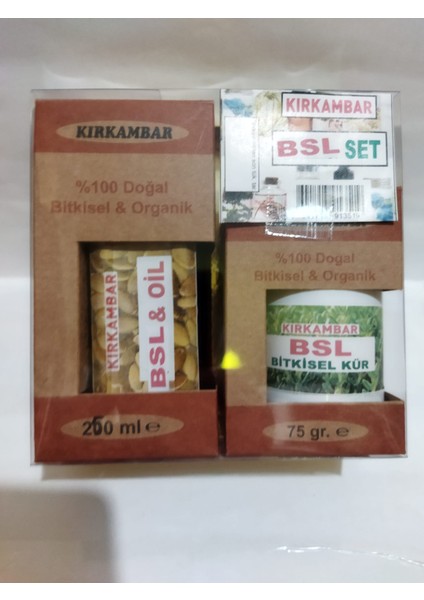 KIRKAMBAR
%100 Doğal
Bitkisel & Organik
KIRKAMBAR
BSL & OİL
250 ml ℮
KIRKAMBAR
BSL SET
%100 Doğal
Bitkisel & Organik
KIRKAMBAR
BSL
BİTKİSEL KÜR
75 gr. ℮